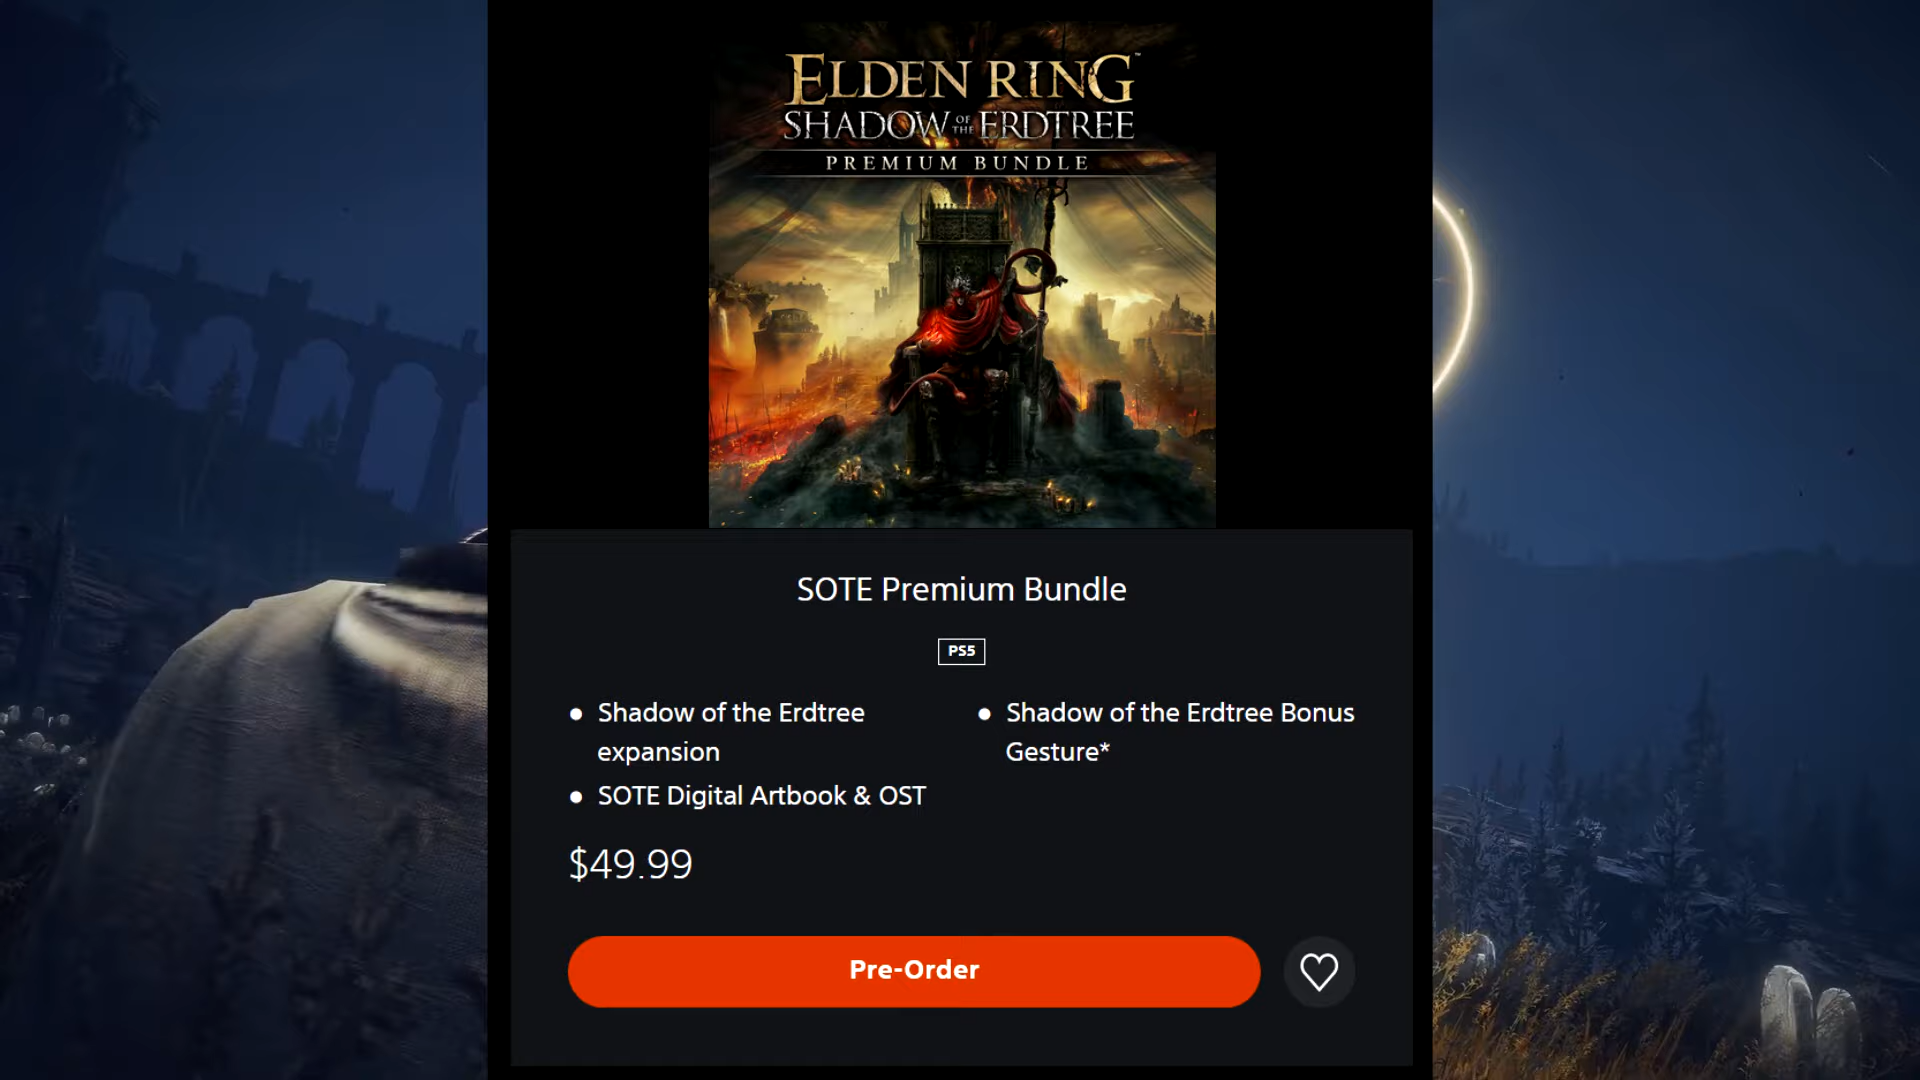 ELDEN RING™
SHADOW OF THE ERDTREE
PREMIUM BUNDLE
SOTE Premium Bundle
PS5
● Shadow of the Erdtree
expansion
● SOTE Digital Artbook & OST
● Shadow of the Erdtree Bonus
Gesture*
$49.99
Pre-Order